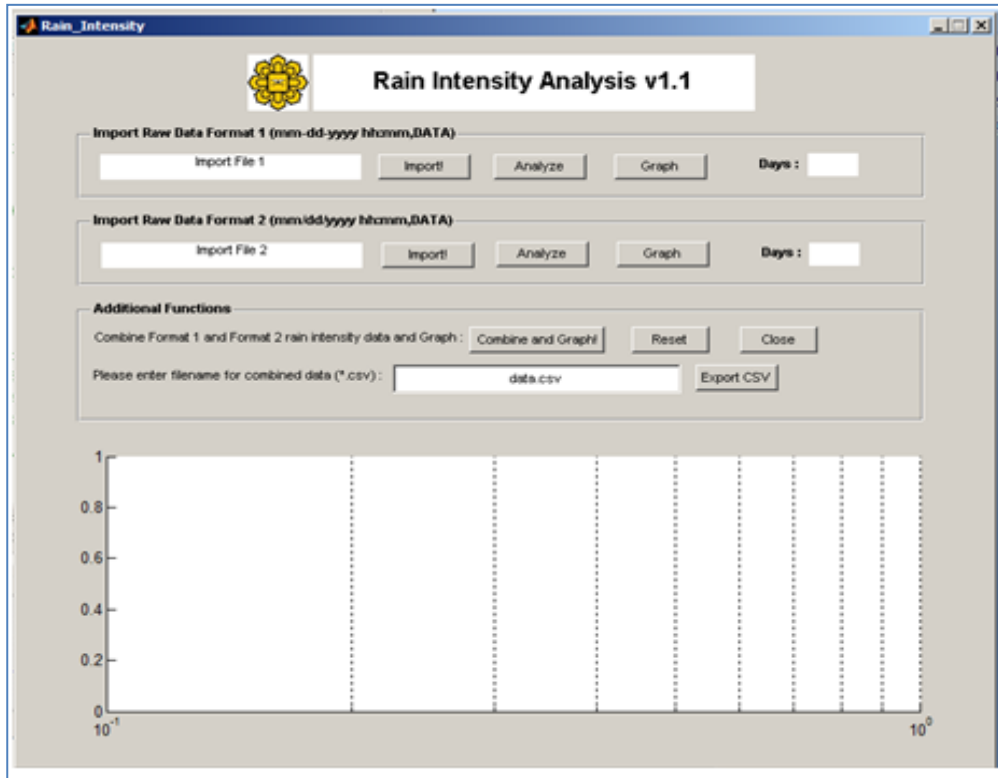 Rain_Intensity
Rain Intensity Analysis v1.1
Import Raw Data Format 1 (mm-dd-yyyy hh:mm,DATA)
Import File 1 Import! Analyze Graph Days :
Import Raw Data Format 2 (mm/dd/yyyy hh:mm,DATA)
Import File 2 Import! Analyze Graph Days :
Additional Functions
Combine Format 1 and Format 2 rain intensity data and Graph : Combine and Graph! Reset Close
Please enter filename for combined data (*.csv) : data.csv Export CSV
1
0.8
0.6
0.4
0.2
0
10⁻¹ 10⁰